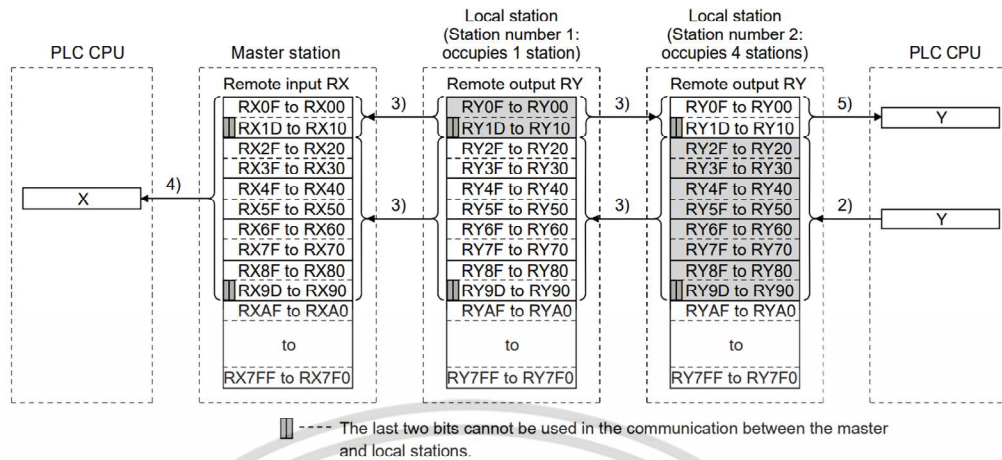 Local station
(Station number 1:
occupies 1 station)
Local station
(Station number 2:
occupies 4 stations)
PLC CPU
Master station
PLC CPU
Remote input RX
Remote output RY
Remote output RY
RX0F to RX00
3)
RY0F to RY00
3)
RY0F to RY00
5)
Y
RX1D to RX10
RY1D to RY10
RY1D to RY10
RX2F to RX20
RY2F to RY20
RY2F to RY20
RX3F to RX30
RY3F to RY30
RY3F to RY30
X
4)
RX4F to RX40
RY4F to RY40
RY4F to RY40
RX5F to RX50
3)
RY5F to RY50
3)
RY5F to RY50
2)
Y
RX6F to RX60
RY6F to RY60
RY6F to RY60
RX7F to RX70
RY7F to RY70
RY7F to RY70
RX8F to RX80
RY8F to RY80
RY8F to RY80
RX9D to RX90
RY9D to RY90
RY9D to RY90
RXAF to RXA0
RYAF to RYA0
RYAF to RYA0
to
to
to
RX7FF to RX7F0
RY7FF to RY7F0
RY7FF to RY7F0
The last two bits cannot be used in the communication between the master
and local stations.